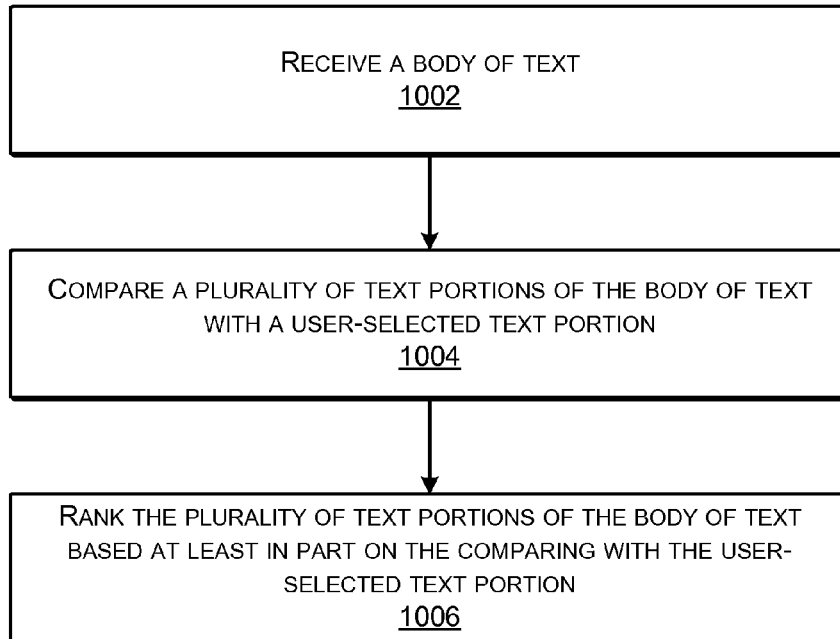 RECEIVE A BODY OF TEXT
1002
COMPARE A PLURALITY OF TEXT PORTIONS OF THE BODY OF TEXT
WITH A USER-SELECTED TEXT PORTION
1004
RANK THE PLURALITY OF TEXT PORTIONS OF THE BODY OF TEXT
BASED AT LEAST IN PART ON THE COMPARING WITH THE USER-
SELECTED TEXT PORTION
1006